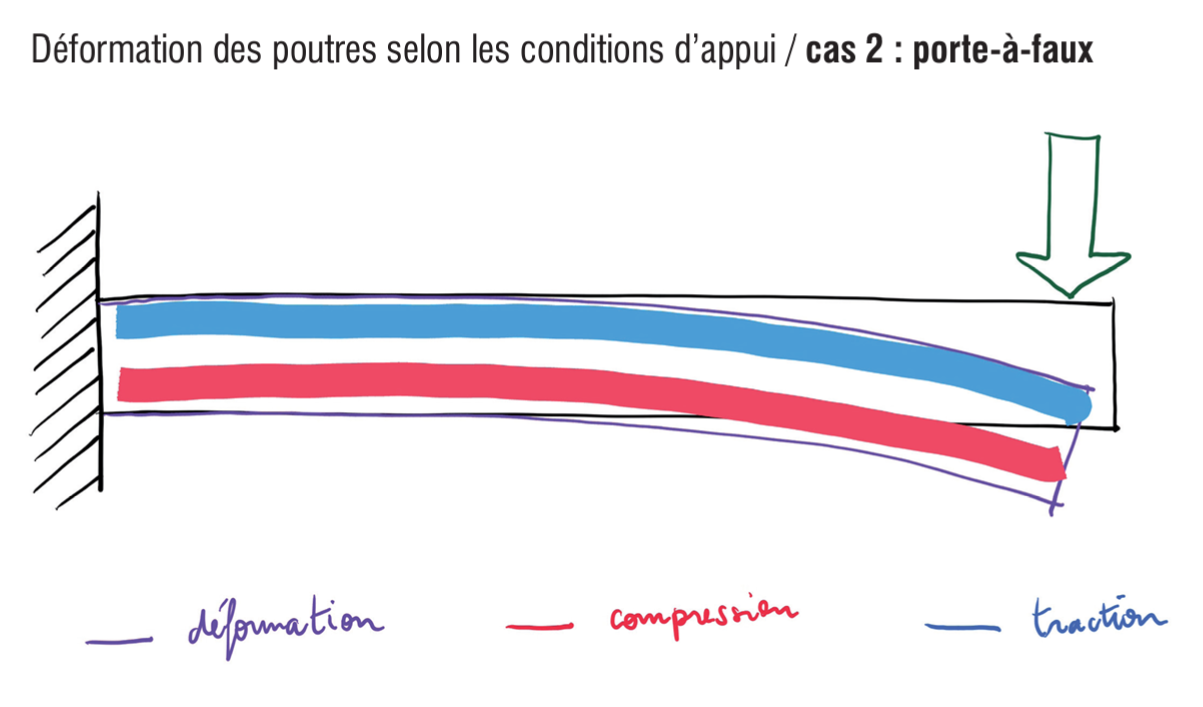 Déformation des poutres selon les conditions d’appui / cas 2 : porte-à-faux
déformation
compression
traction